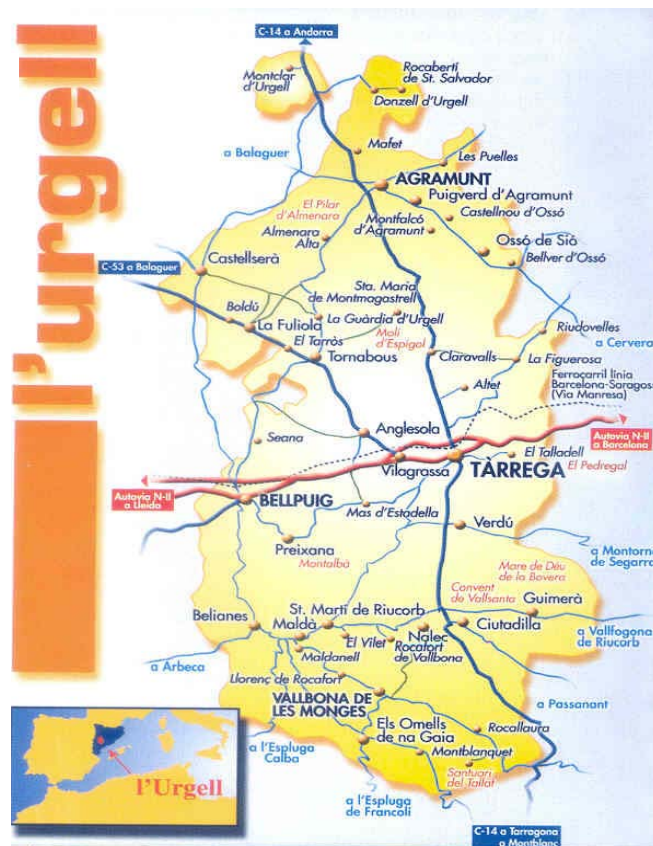 l'urgell
C-14 a Andorra
Montclar
d'Urgell
Rocabertí
de St. Salvador
Donzell d'Urgell
Mafet
a Balaguer
Les Puelles
AGRAMUNT
Puigverd d'Agramunt
El Pilar
d'Almenara
Castellnou d'Ossó
Montfalcó
d'Agramunt
Almenara
Alta
Ossó de Sió
Bellver d'Ossó
Castellserà
C-53 a Balaguer
Sta. Maria
de Montmagastrell
Boldú
La Guàrdia d'Urgell
La Fuliola
Molí
d'Espígol
Riudovelles
a Cervera
El Tarròs
Tornabous
Claravalls
La Figuerosa
Ferrocarril línia
Barcelona-Saragos
(Via Manresa)
Altet
Anglesola
Seana
Autovia N-II
a Barcelona
El Talladell
Vilagrassa
TÀRREGA
El Pedregal
Autovia N-II
a Lleida
BELLPUIG
Mas d'Estadella
Verdú
Preixana
Montalbà
a Montorn
de Segarra
Mare de Déu
de la Bovera
Convent
de Vallsanta
Guimerà
St. Martí de Riucorb
Belianes
Maldà
Nalec
Ciutadilla
El Vilet
Rocafort
de Vallbona
a Vallfogona
de Riucorb
Maldanell
a Arbeca
Llorenç de Rocafort
VALLBONA DE
LES MONGES
a Passanant
Els Omells
de na Gaia
Rocallaura
a l'Espluga
Calba
Montblanquet
Santuari
del Tallat
l'Urgell
a l'Espluga
de Francolí
C-14 a Tarragona
a Montblanc